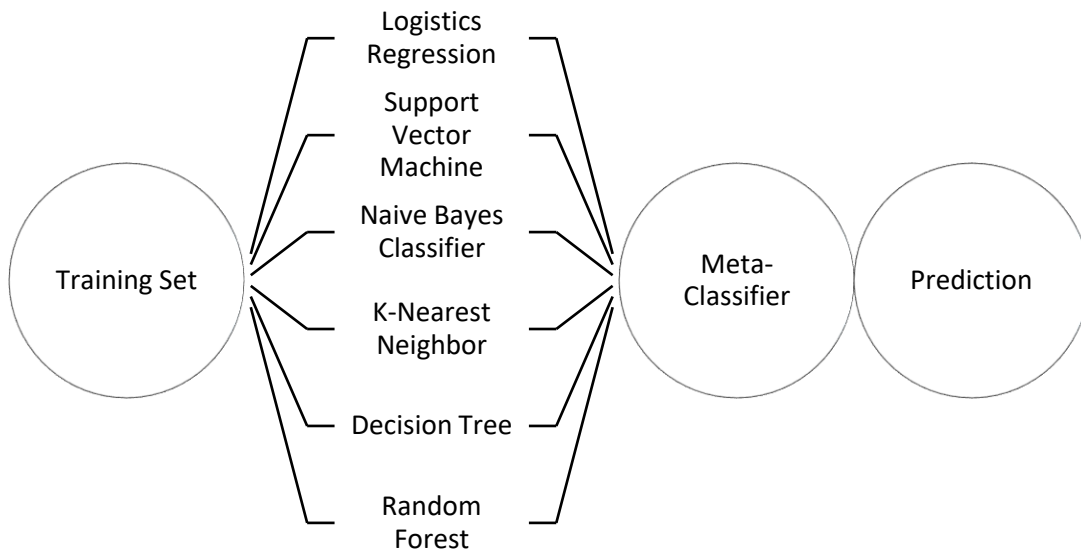 Training Set
Logistics
Regression
Support
Vector
Machine
Naive Bayes
Classifier
K-Nearest
Neighbor
Decision Tree
Random
Forest
Meta-
Classifier
Prediction